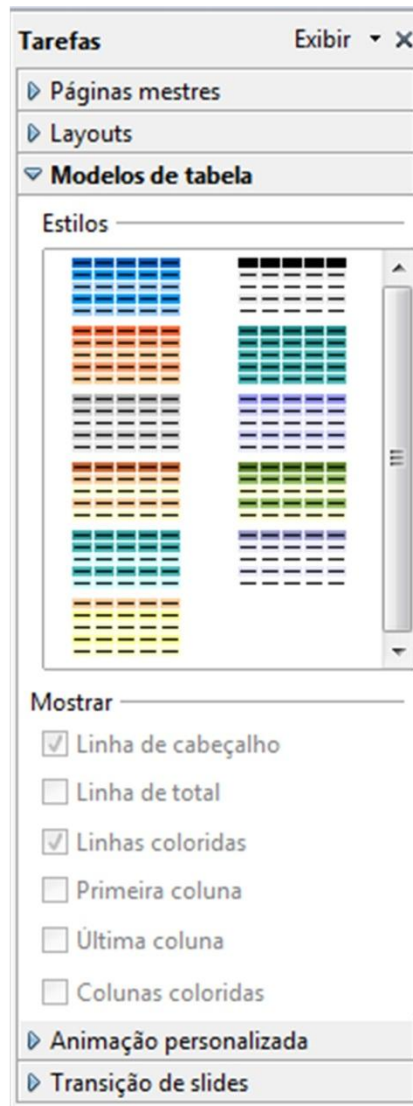 Tarefas Exibir
Páginas mestres
Layouts
Modelos de tabela
Estilos
Mostrar
Linha de cabeçalho
Linha de total
Linhas coloridas
Primeira coluna
Última coluna
Colunas coloridas
Animação personalizada
Transição de slides